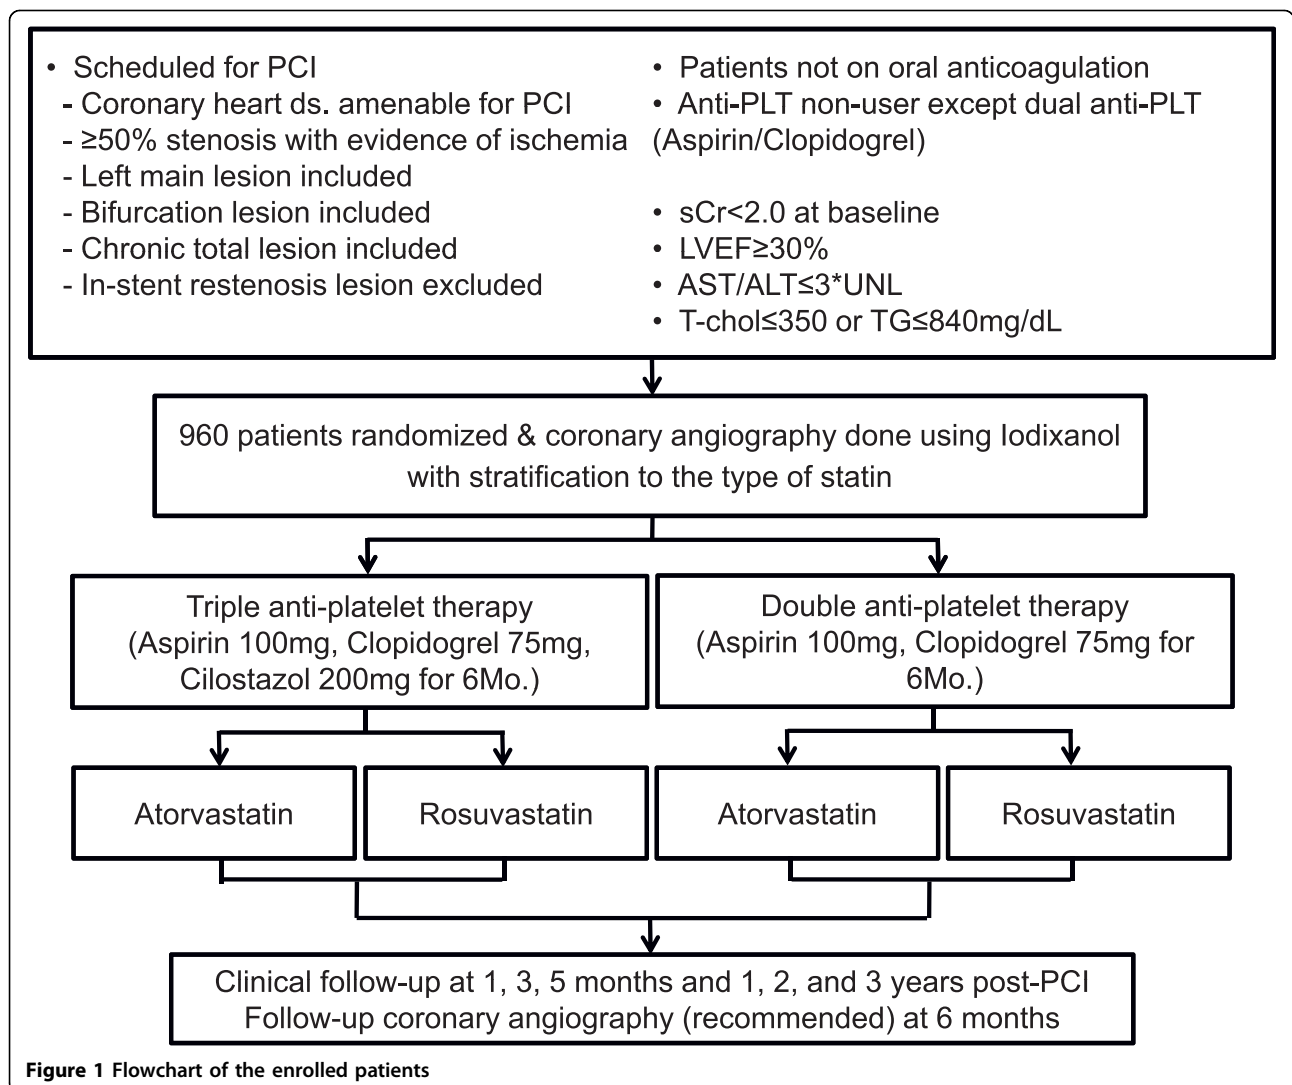 • Scheduled for PCI
- Coronary heart ds. amenable for PCI
- ≥50% stenosis with evidence of ischemia
- Left main lesion included
- Bifurcation lesion included
- Chronic total lesion included
- In-stent restenosis lesion excluded
• Patients not on oral anticoagulation
• Anti-PLT non-user except dual anti-PLT
(Aspirin/Clopidogrel)
• sCr<2.0 at baseline
• LVEF≥30%
• AST/ALT≤3*UNL
• T-chol≤350 or TG≤840mg/dL
960 patients randomized & coronary angiography done using Iodixanol
with stratification to the type of statin
Triple anti-platelet therapy
(Aspirin 100mg, Clopidogrel 75mg,
Cilostazol 200mg for 6Mo.)
Double anti-platelet therapy
(Aspirin 100mg, Clopidogrel 75mg for
6Mo.)
Atorvastatin
Rosuvastatin
Atorvastatin
Rosuvastatin
Clinical follow-up at 1, 3, 5 months and 1, 2, and 3 years post-PCI
Follow-up coronary angiography (recommended) at 6 months
Figure 1 Flowchart of the enrolled patients